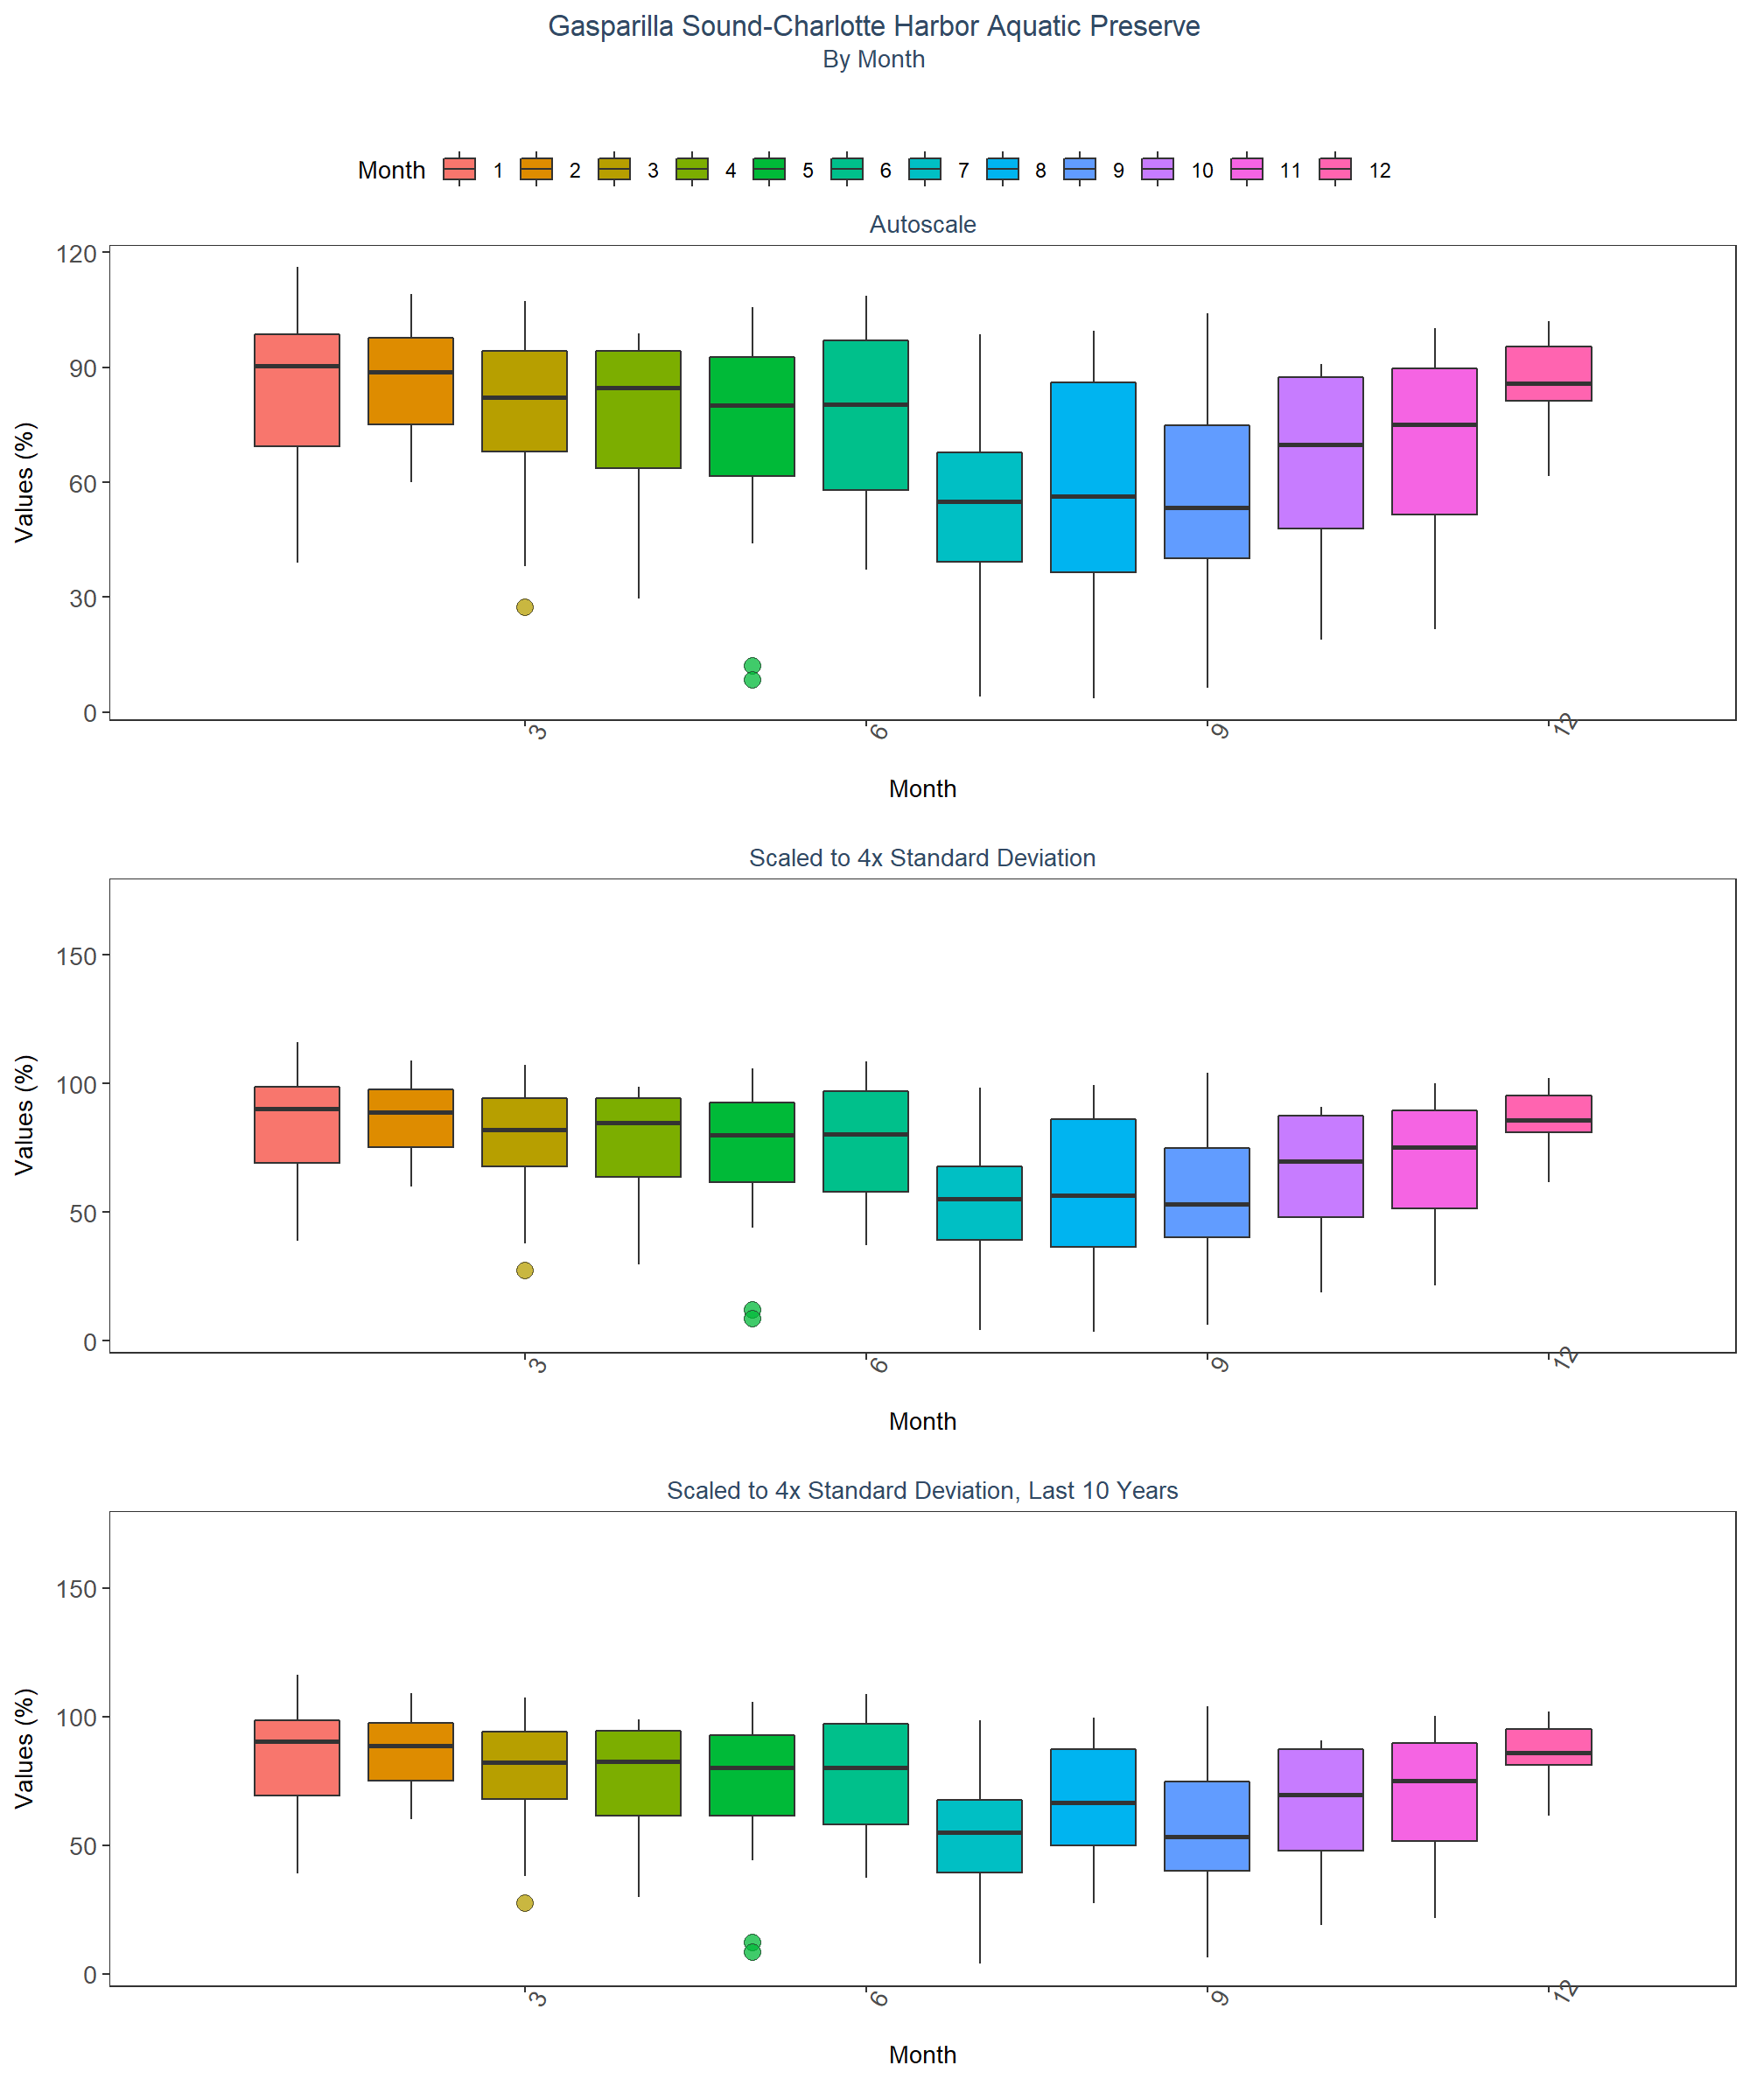 Gasparilla Sound-Charlotte Harbor Aquatic Preserve
By Month
Month 1 2 3 4 5 6 7 8 9 10 11 12
Autoscale
Values (%)
120
90
60
30
0
3 6 9 12
Month
Scaled to 4x Standard Deviation
Values (%)
150
100
50
0
3 6 9 12
Month
Scaled to 4x Standard Deviation, Last 10 Years
Values (%)
150
100
50
0
3 6 9 12
Month